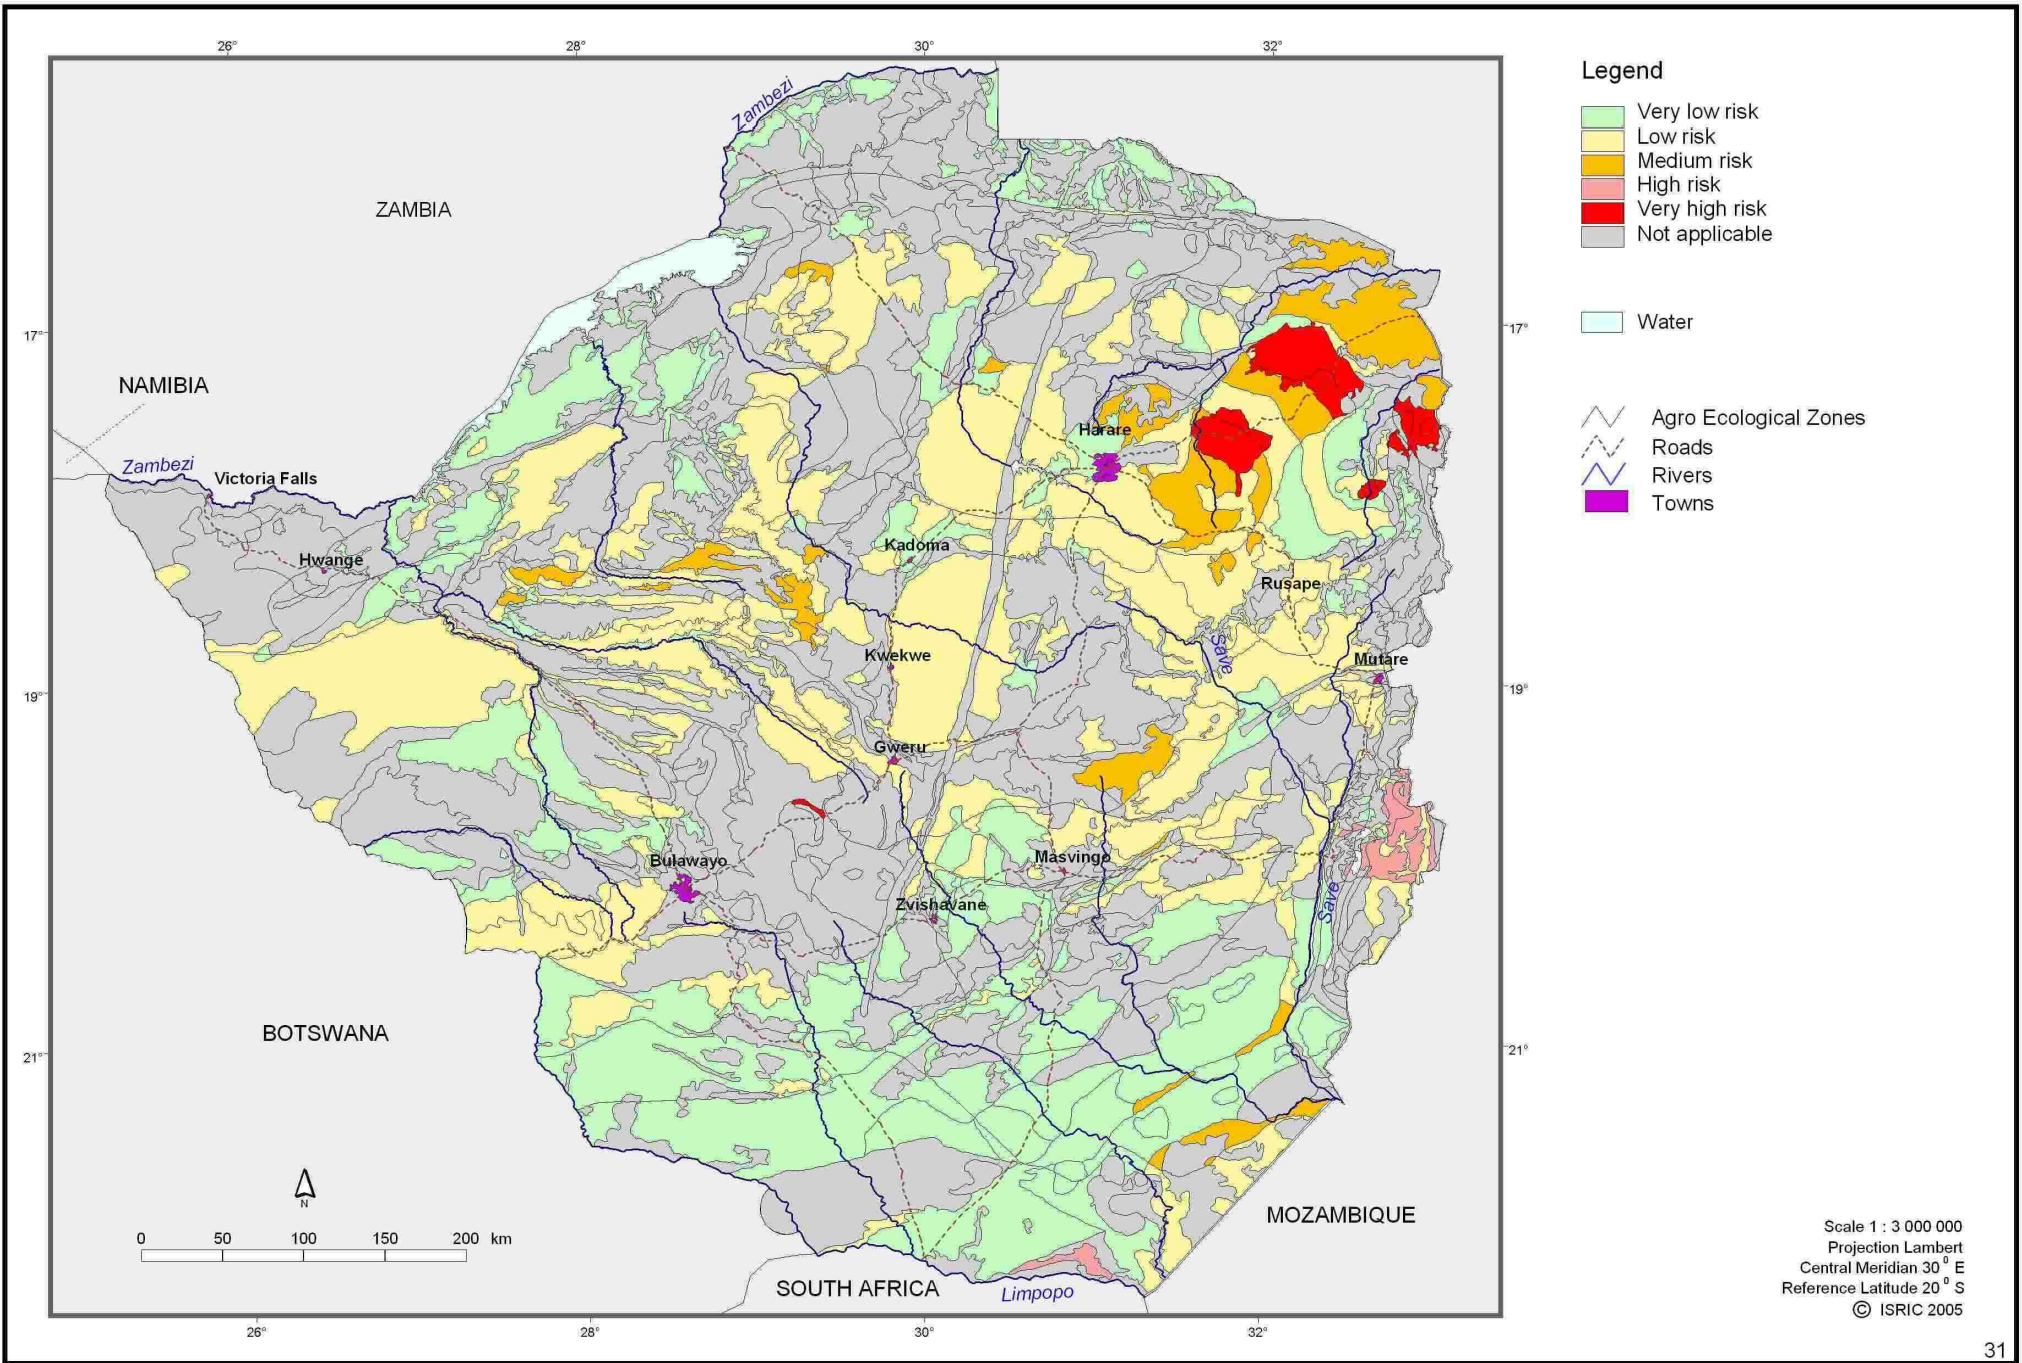 26°
28°
30°
32°
Legend
Very low risk
Low risk
Medium risk
High risk
Very high risk
Not applicable
Water
Agro Ecological Zones
Roads
Rivers
Towns
Zambezi
ZAMBIA
17°
17°
NAMIBIA
Harare
Zambezi
Victoria Falls
Kadoma
Hwange
Rusape
Save
Kwekwe
Mutare
19°
19°
Gweru
Bulawayo
Masvingo
Zvishavane
Save
BOTSWANA
21°
21°
N
MOZAMBIQUE
0 50 100 150 200 km
SOUTH AFRICA
Limpopo
Scale 1 : 3 000 000
Projection Lambert
Central Meridian 30 0 E
Reference Latitude 20 0 S
© ISRIC 2005
26°
28°
30°
32°
31